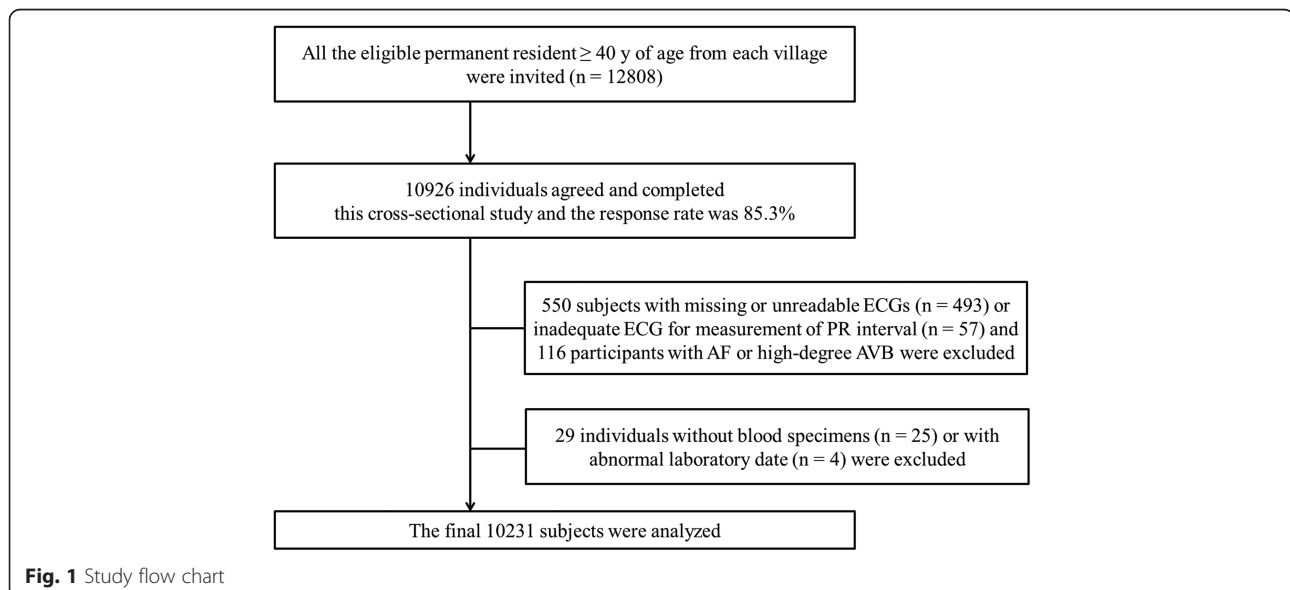 All the eligible permanent resident ≥ 40 y of age from each village
were invited (n = 12808)
10926 individuals agreed and completed
this cross-sectional study and the response rate was 85.3%
550 subjects with missing or unreadable ECGs (n = 493) or
inadequate ECG for measurement of PR interval (n = 57) and
116 participants with AF or high-degree AVB were excluded
29 individuals without blood specimens (n = 25) or with
abnormal laboratory date (n = 4) were excluded
The final 10231 subjects were analyzed
Fig. 1 Study flow chart